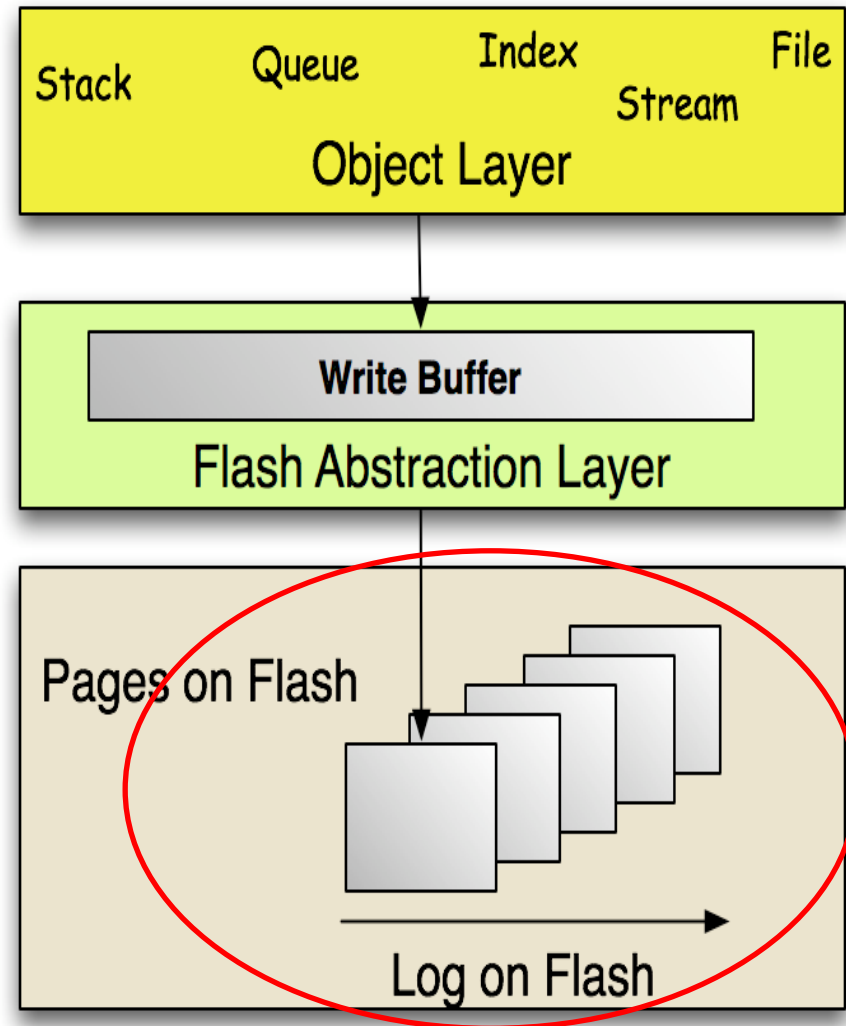 Stack
Queue
Index
File
Stream
Object Layer
Write Buffer
Flash Abstraction Layer
Pages on Flash
Log on Flash